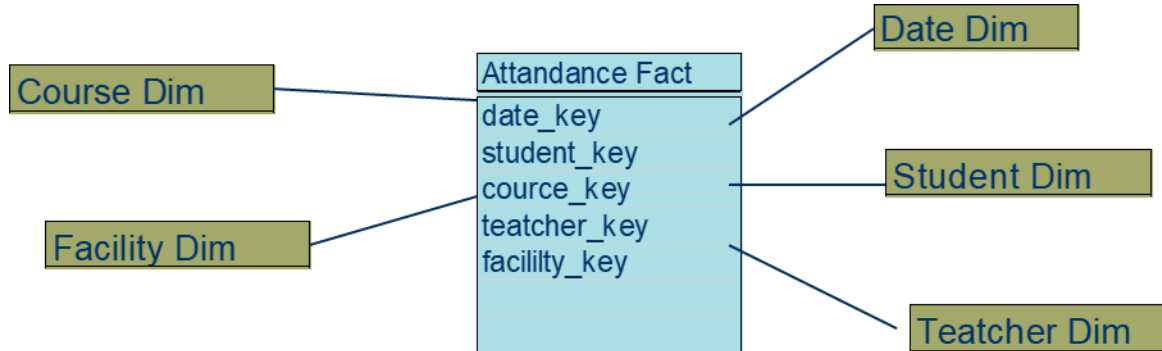 Date Dim
Attandance Fact
Course Dim
date_key
student_key
Student Dim
cource_key
teatcher_key
Facility Dim
facililty_key
Teatcher Dim